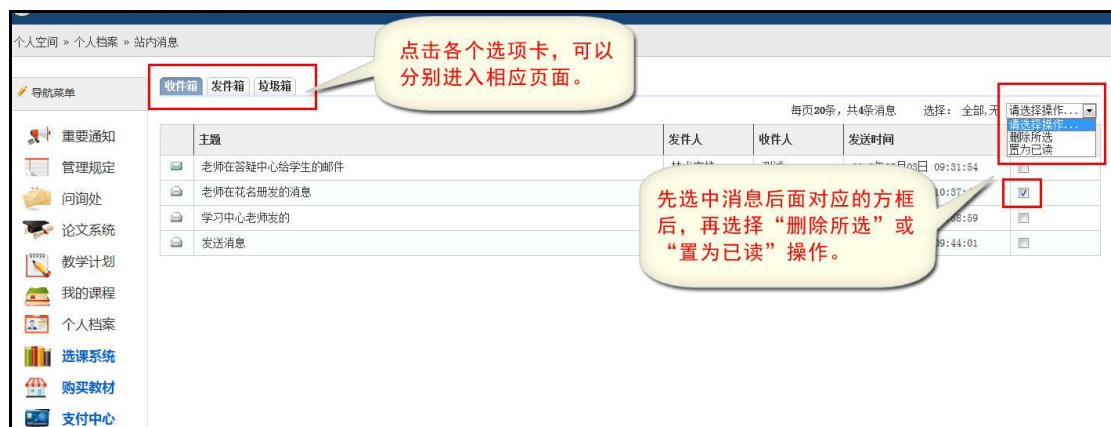 个人空间 » 个人档案 » 站内消息
点击各个选项卡，可以
分别进入相应页面。
导航菜单
收件箱 发件箱 垃圾箱
每页20条，共4条消息 选择： 全部,无 请选择操作...
请选择操作...
删除所选
置为已读
主题 发件人 收件人 发送时间
老师在答疑中心给学生的邮件 09:31:54
老师在花名册发的消息
学习中心老师发的
发送消息 09:44:01
先选中消息后面对应的方框
后，再选择“删除所选”或
“置为已读”操作。
重要通知
管理规定
问询处
论文系统
教学计划
我的课程
个人档案
选课系统
购买教材
支付中心